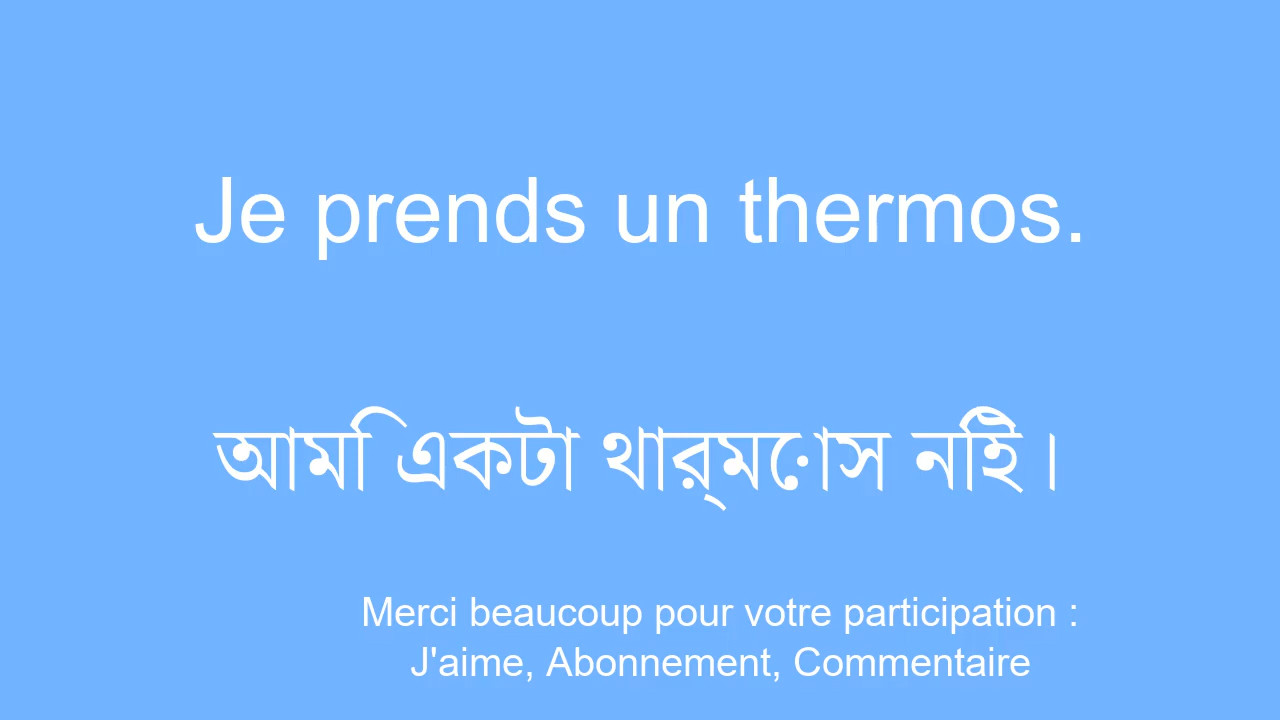 Je prends un thermos.
আমি একটা থার্মোস নিই।
Merci beaucoup pour votre participation :
J'aime, Abonnement, Commentaire